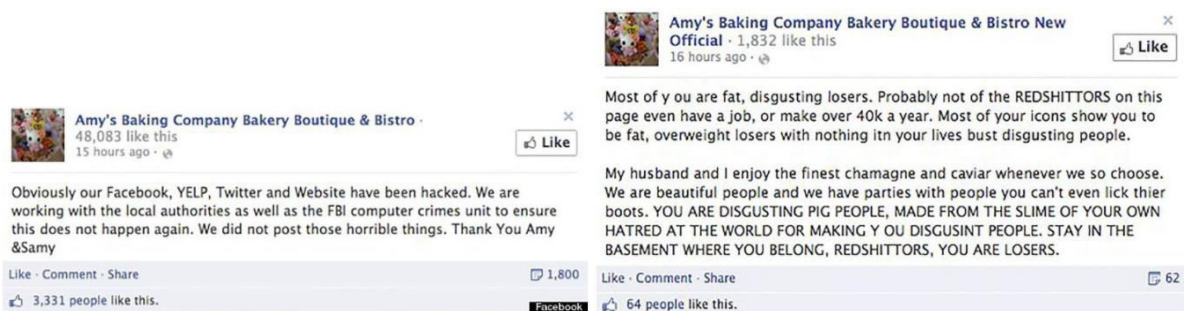 Amy's Baking Company Bakery Boutique & Bistro ·
48,083 like this
15 hours ago ·
Like
Obviously our Facebook, YELP, Twitter and Website have been hacked. We are
working with the local authorities as well as the FBI computer crimes unit to ensure
this does not happen again. We did not post those horrible things. Thank You Amy
&Samy
Like · Comment · Share
1,800
3,331 people like this.
Facebook
Amy's Baking Company Bakery Boutique & Bistro New
Official · 1,832 like this
16 hours ago ·
Like
Most of y ou are fat, disgusting losers. Probably not of the REDSHITTORS on this
page even have a job, or make over 40k a year. Most of your icons show you to
be fat, overweight losers with nothing itn your lives bust disgusting people.
My husband and I enjoy the finest chamagne and caviar whenever we so choose.
We are beautiful people and we have parties with people you can't even lick thier
boots. YOU ARE DISGUSTING PIG PEOPLE, MADE FROM THE SLIME OF YOUR OWN
HATRED AT THE WORLD FOR MAKING Y OU DISGUSINT PEOPLE. STAY IN THE
BASEMENT WHERE YOU BELONG, REDSHITTORS, YOU ARE LOSERS.
Like · Comment · Share
62
64 people like this.